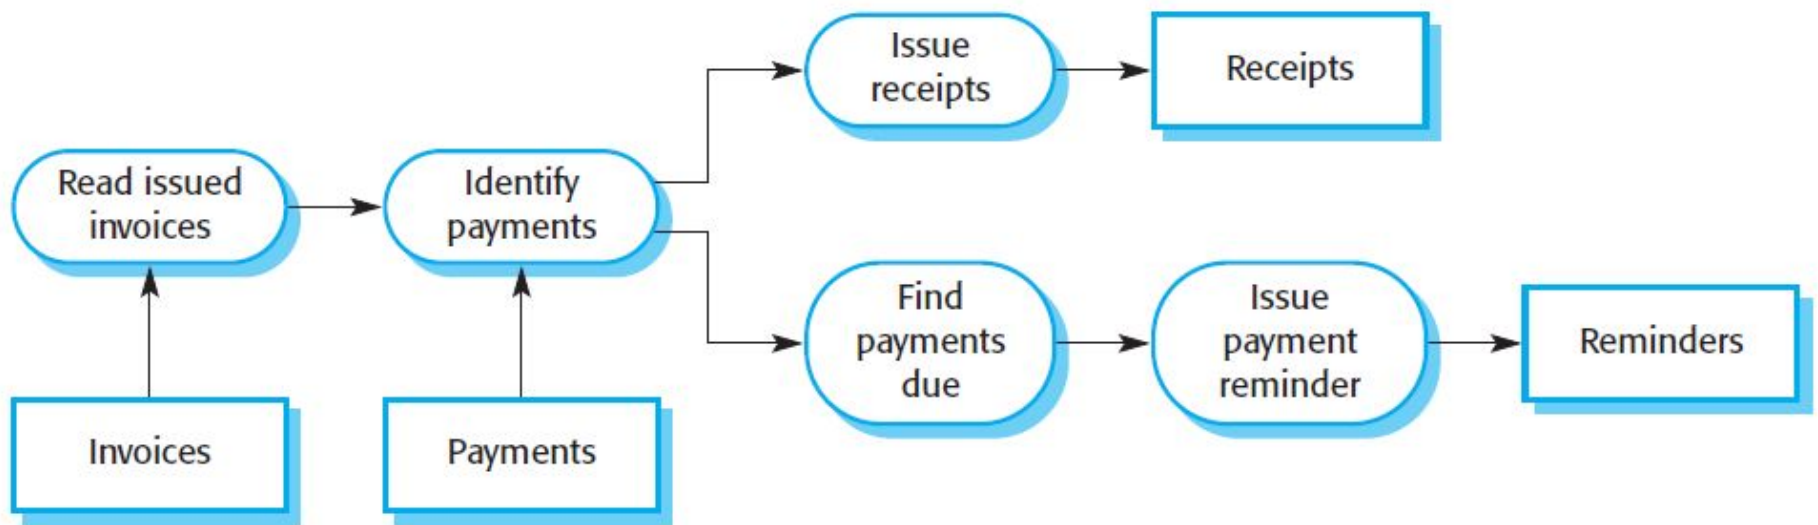 Issue
receipts
Receipts
Read issued
invoices
Identify
payments
Find
payments
due
Issue
payment
reminder
Reminders
Invoices
Payments